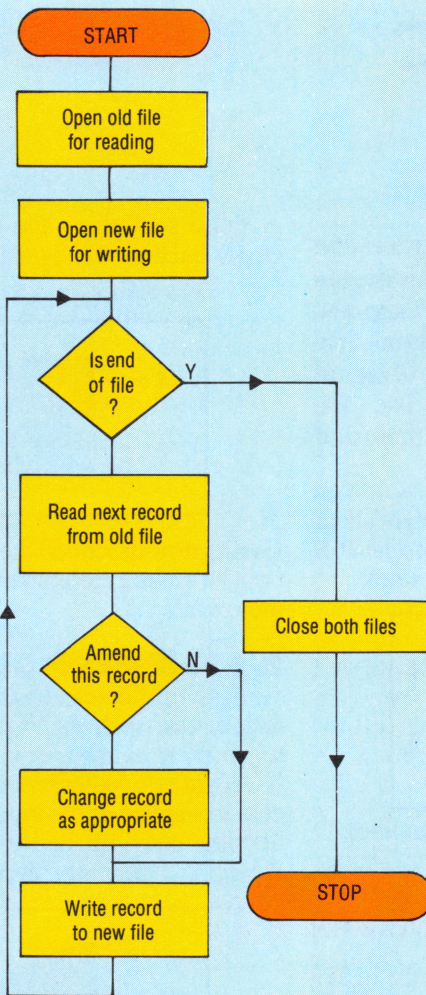 START
Open old file
for reading
Open new file
for writing
Is end
of file
?
Y
Read next record
from old file
Amend
this record
?
N
Close both files
Change record
as appropriate
Write record
to new file
STOP